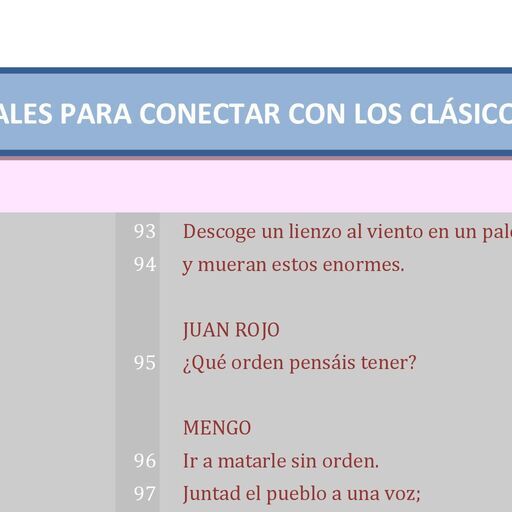 ALES PARA CONECTAR CON LOS CLÁSICO
93 Descoge un lienzo al viento en un palo
94 y mueran estos enormes.
JUAN ROJO
95 ¿Qué orden pensáis tener?
MENGO
96 Ir a matarle sin orden.
97 Juntad el pueblo a una voz;